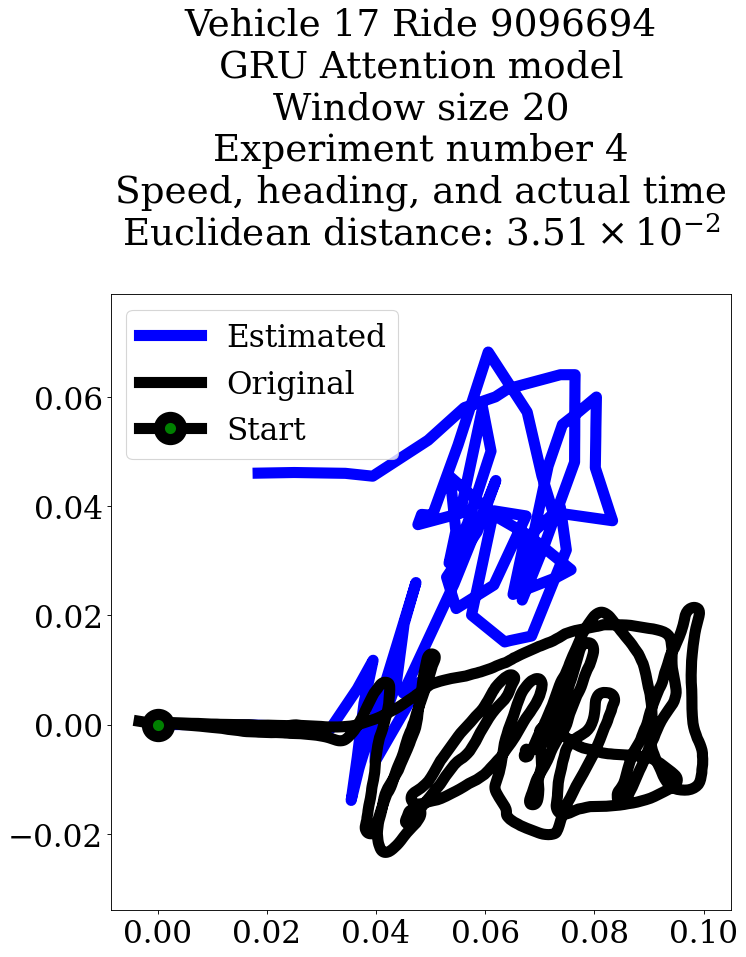 Vehicle 17 Ride 9096694
GRU Attention model
Window size 20
Experiment number 4
Speed, heading, and actual time
Euclidean distance: 3.51 × 10⁻²
Estimated
Original
Start
0.06
0.04
0.02
0.00
−0.02
0.00 0.02 0.04 0.06 0.08 0.10